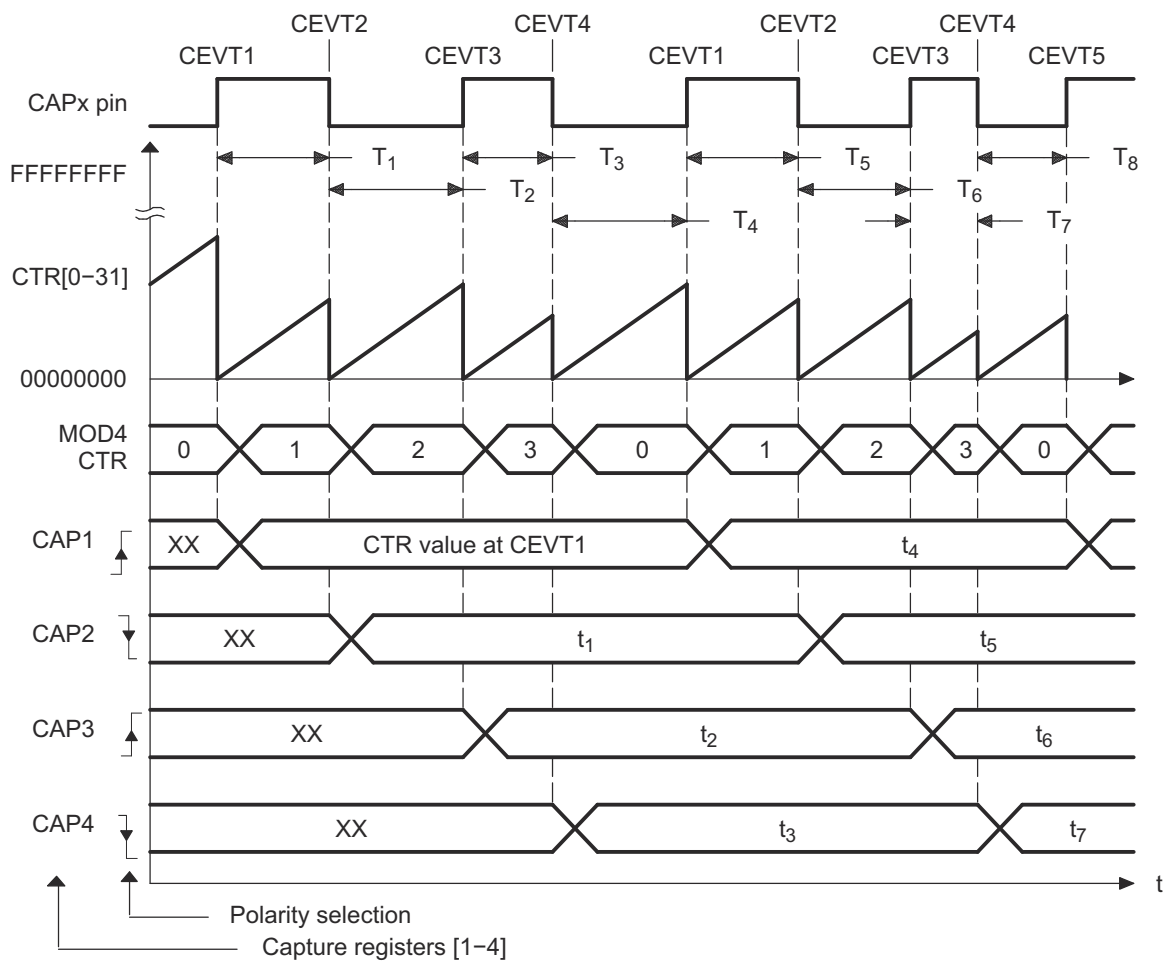 CEVT2 CEVT4 CEVT2 CEVT4
CEVT1 CEVT3 CEVT1 CEVT3 CEVT5
CAPx pin
T1 T3 T5 T8
FFFFFFFF
T2 T6
T4 T7
CTR[0−31]
00000000
MOD4
CTR
0 1 2 3 0 1 2 3 0
CAP1 XX CTR value at CEVT1 t4
CAP2 XX t1 t5
CAP3 XX t2 t6
CAP4 XX t3 t7
t
Polarity selection
Capture registers [1−4]